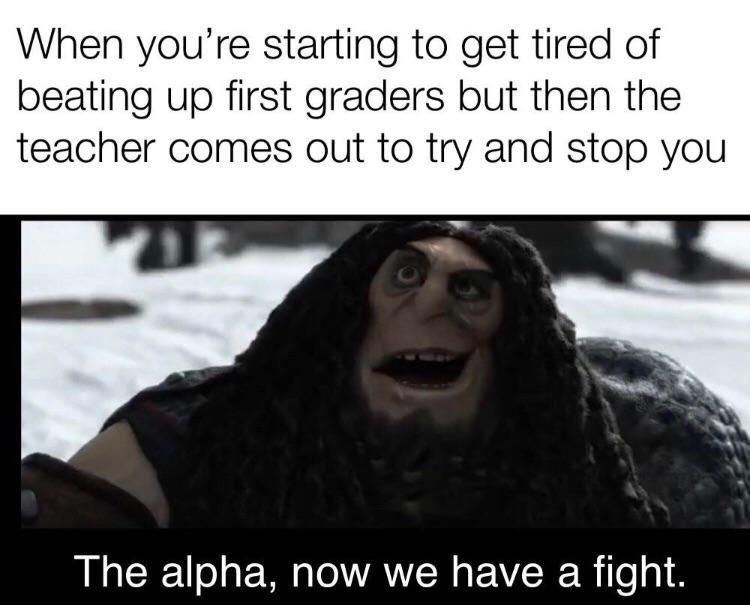 When you’re starting to get tired of
beating up first graders but then the
teacher comes out to try and stop you
The alpha, now we have a fight.